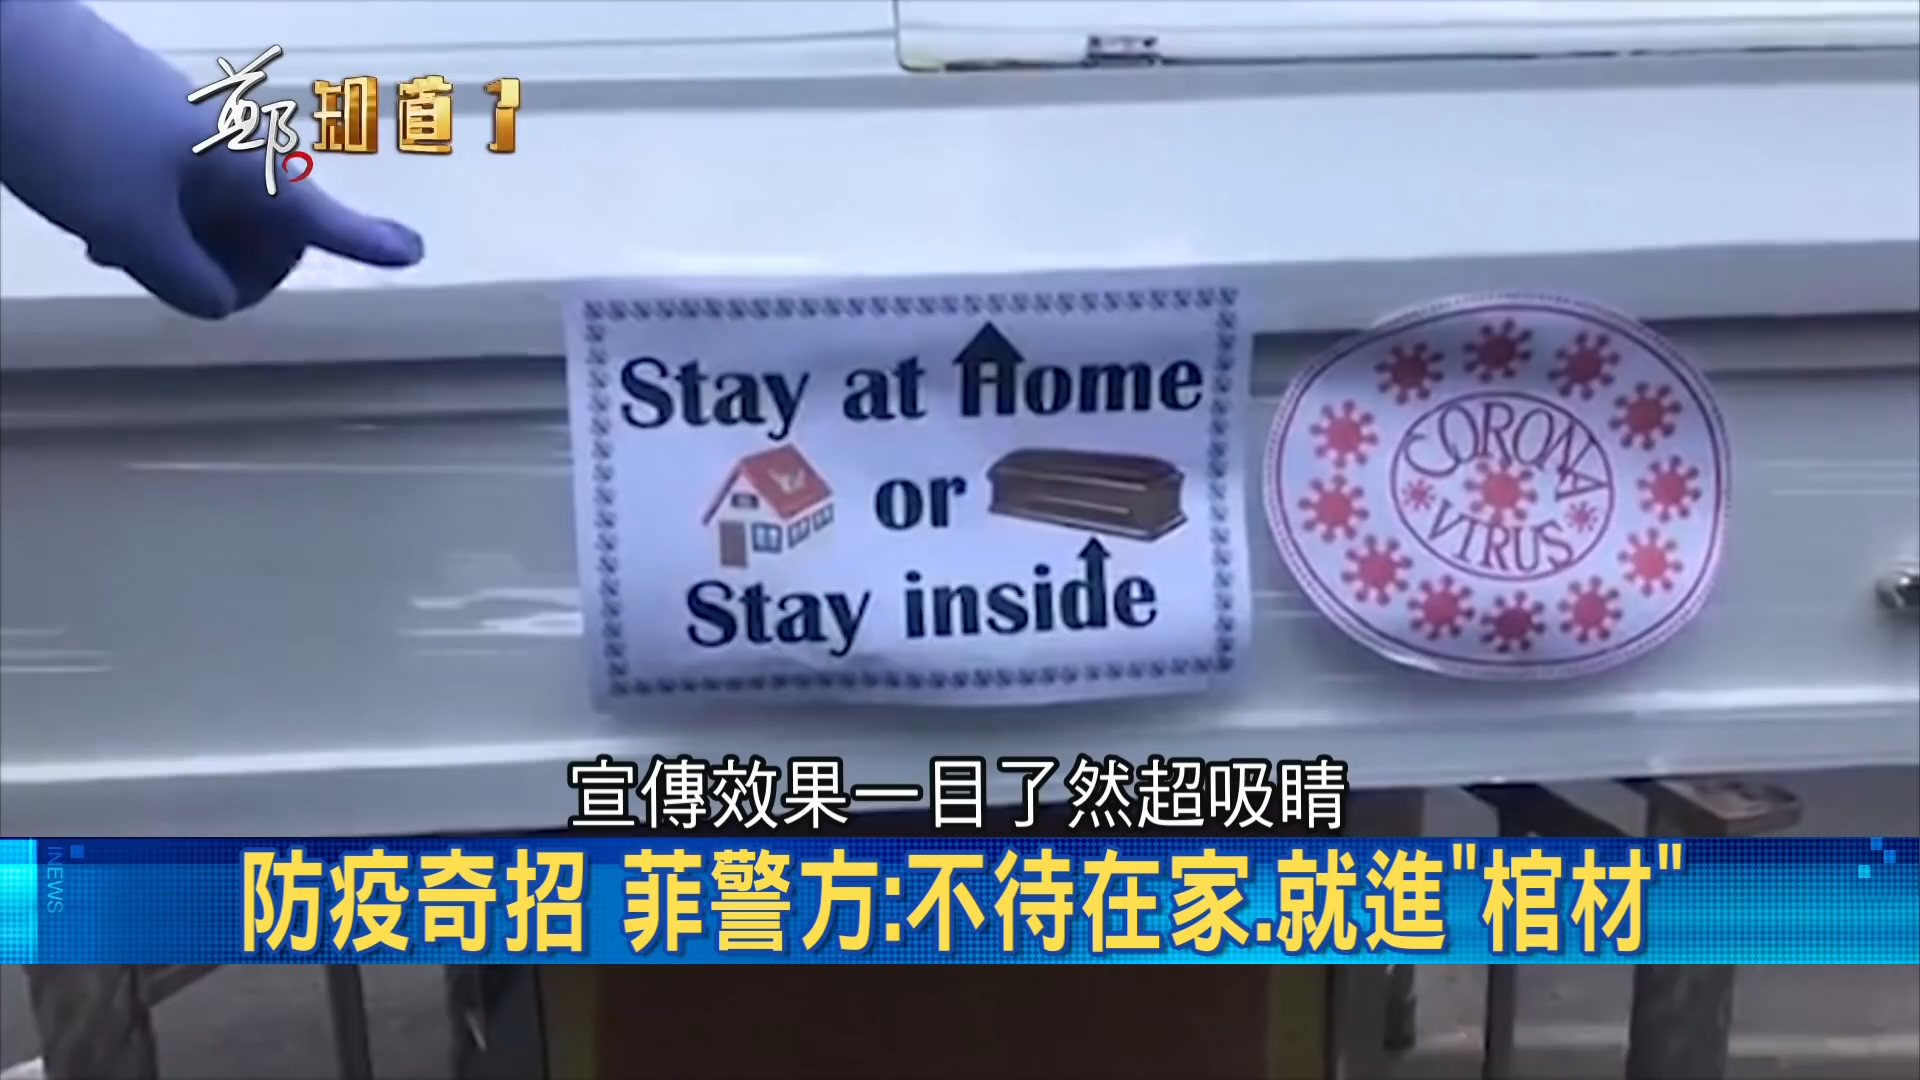 鄭知道了
Stay at Home
or
Stay inside
CORONA
VIRUS
宣傳效果一目了然超吸睛
INEWS
防疫奇招 菲警方:不待在家.就進"棺材"